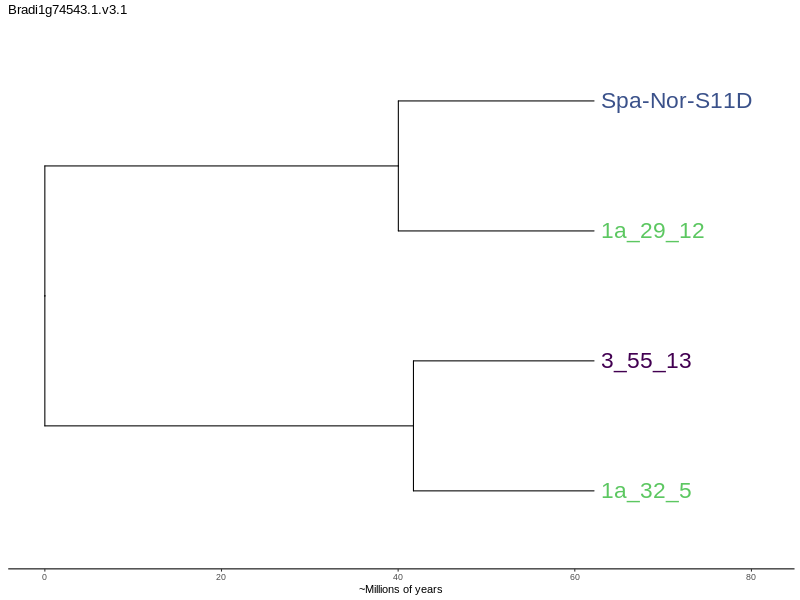 Bradi1g74543.1.v3.1
Spa-Nor-S11D
1a_29_12
3_55_13
1a_32_5
0 20 40 60 80
~Millions of years